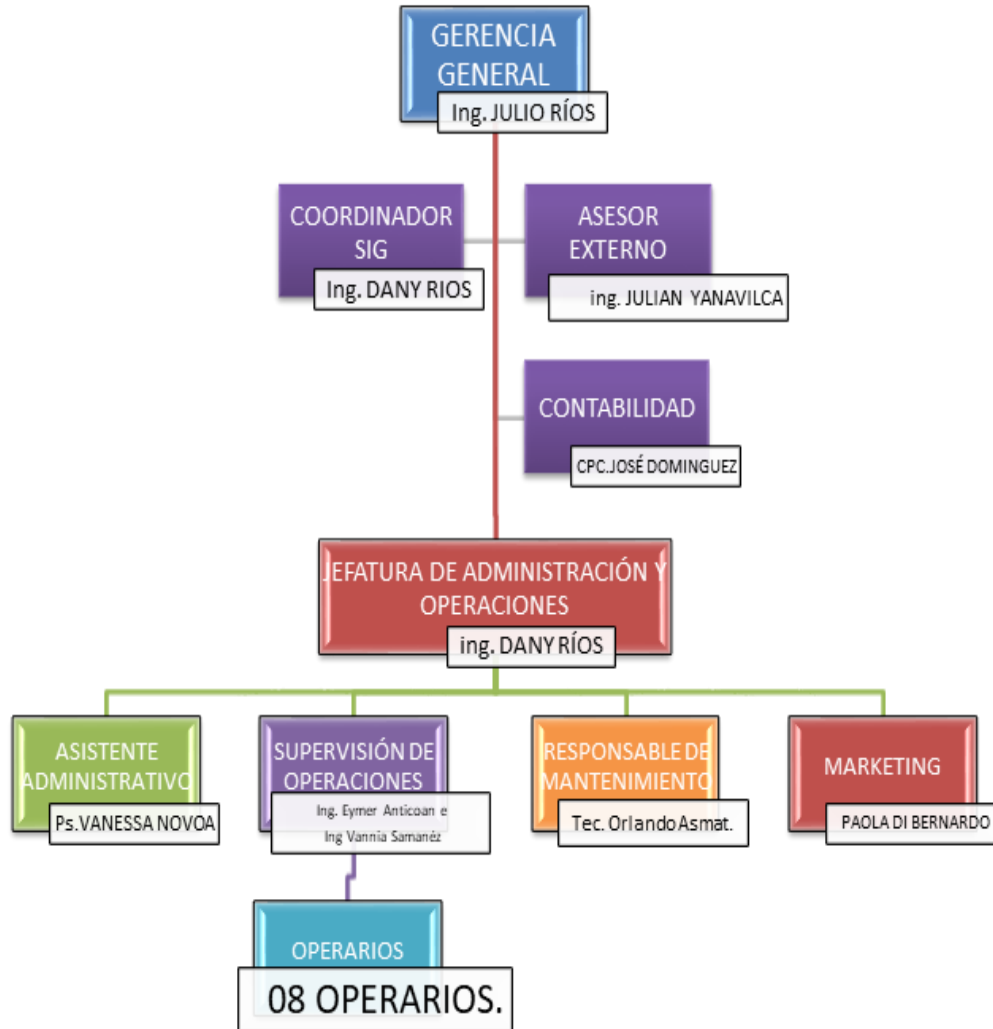 GERENCIA
GENERAL
Ing. JULIO RÍOS
COORDINADOR
SIG
Ing. DANY RIOS
ASESOR
EXTERNO
ing. JULIAN YANAVILCA
CONTABILIDAD
CPC.JOSÉ DOMINGUEZ
JEFATURA DE ADMINISTRACIÓN Y
OPERACIONES
ing. DANY RÍOS
ASISTENTE
ADMINISTRATIVO
Ps.VANESSA NOVOA
SUPERVISIÓN DE
OPERACIONES
Ing. Eymer Anticoan e
Ing Vannia Samanéz
RESPONSABLE DE
MANTENIMIENTO
Tec. Orlando Asmat.
MARKETING
PAOLA DI BERNARDO
OPERARIOS
08 OPERARIOS.